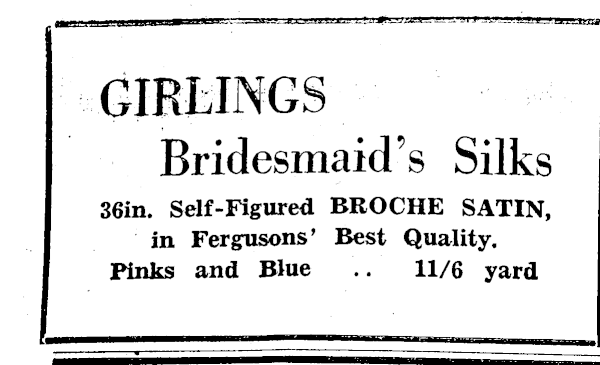 GIRLINGS
Bridesmaid's Silks
36in. Self-Figured BROCHE SATIN,
in Fergusons' Best Quality.
Pinks and Blue .. 11/6 yard